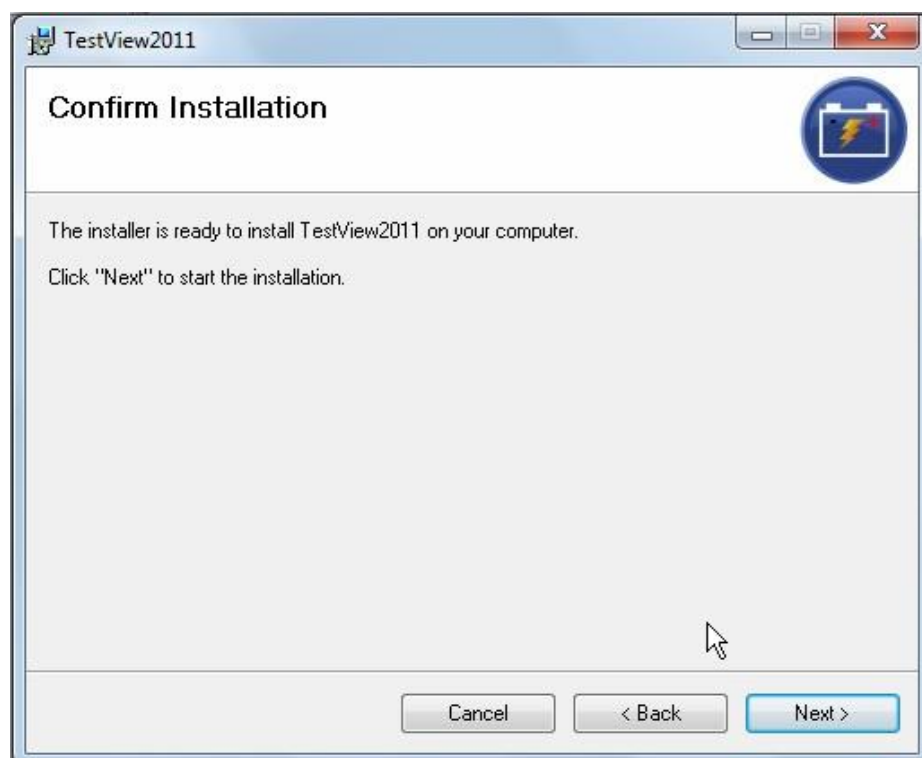 TestView2011
Confirm Installation
The installer is ready to install TestView2011 on your computer.
Click "Next" to start the installation.
Cancel
< Back
Next >